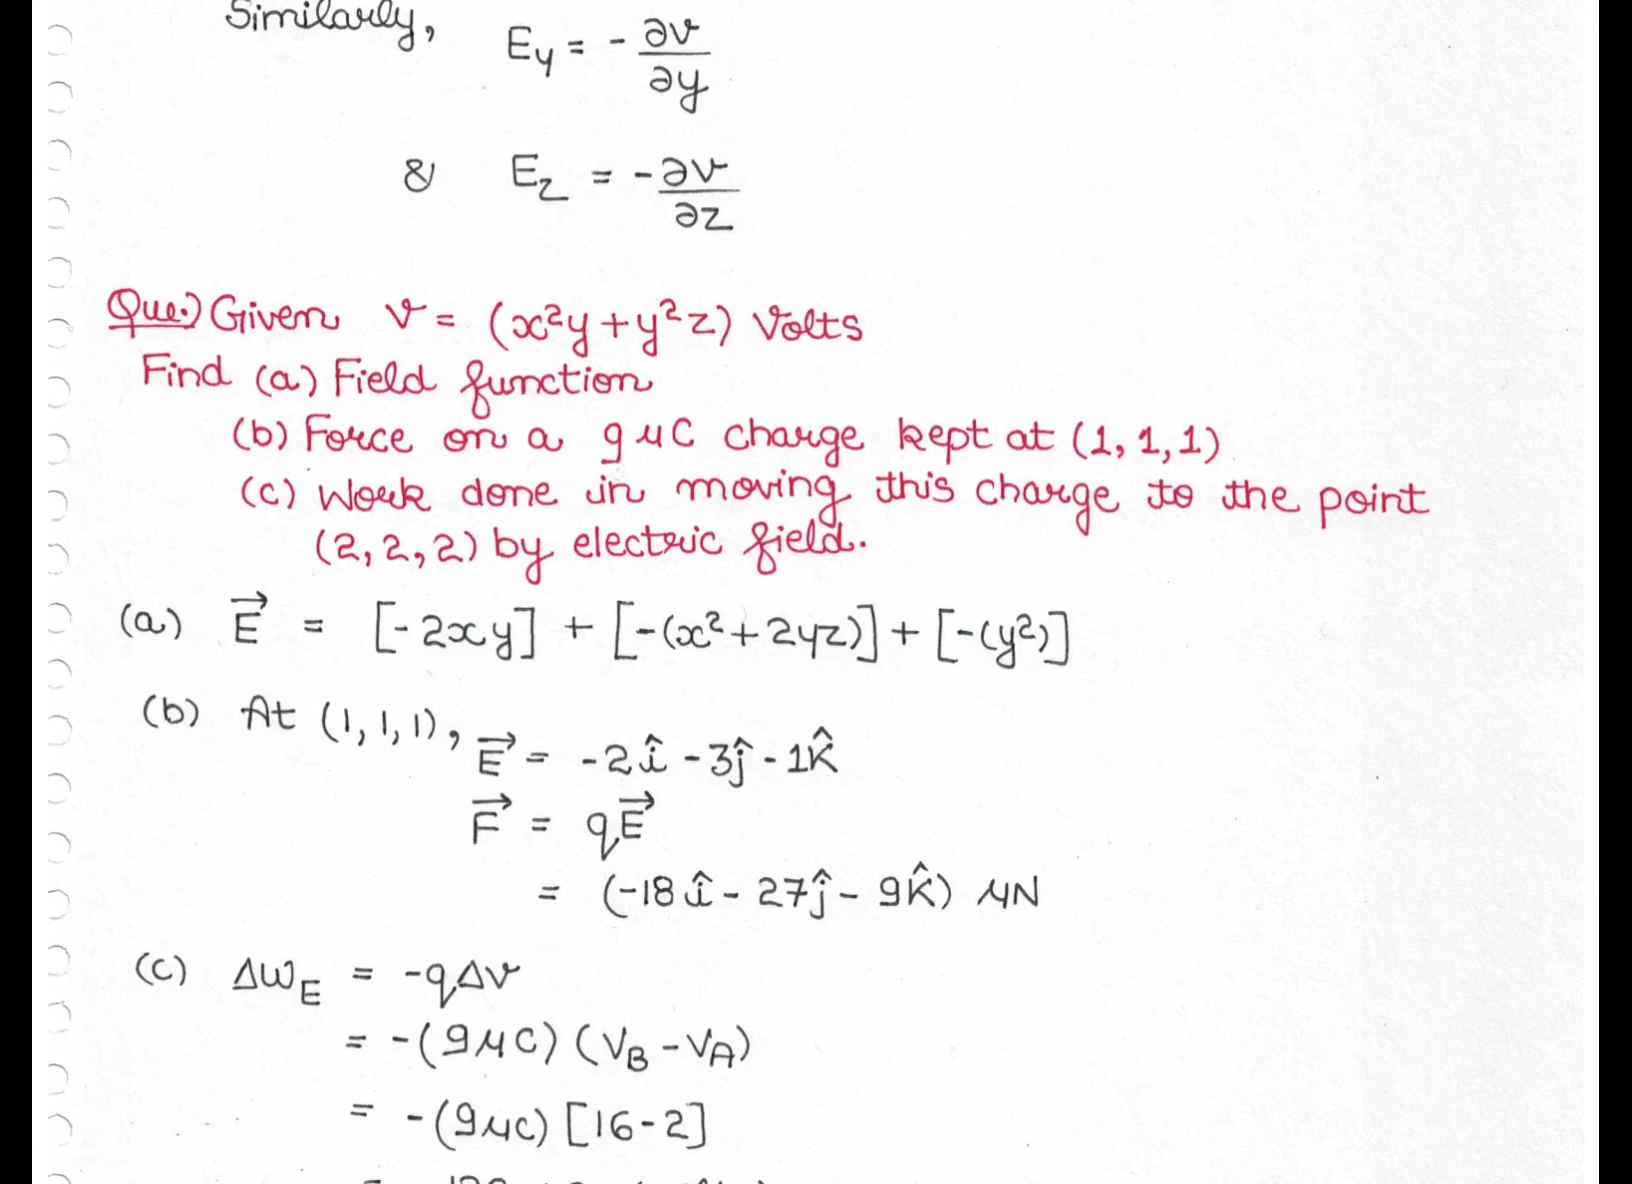 Similarly, Ey = - ∂v/∂y
& Ez = - ∂v/∂z
Que.) Given v = (x²y + y²z) Volts
Find (a) Field function
(b) Force on a 9 μC charge kept at (1, 1, 1)
(c) Work done in moving this charge to the point
(2, 2, 2) by electric field.
(a) E⃗ = [-2xy] + [-(x² + 2yz)] + [-(y²)]
(b) At (1, 1, 1), E⃗ = -2î - 3ĵ - 1k̂
F⃗ = qE⃗
= (-18î - 27ĵ - 9k̂) μN
(c) ΔW_E = -qΔv
= -(9μC) (V_B - V_A)
= -(9μC) [16-2]